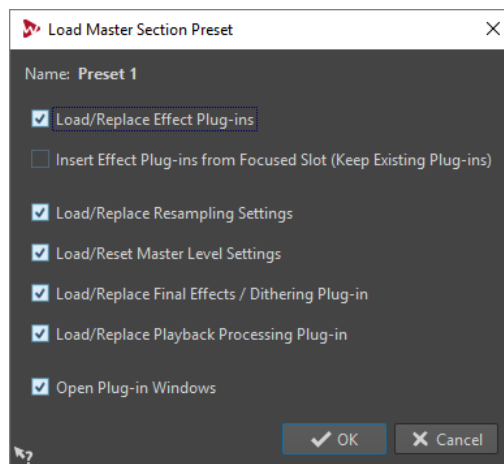 Load Master Section Preset
Name: Preset 1
Load/Replace Effect Plug-ins
Insert Effect Plug-ins from Focused Slot (Keep Existing Plug-ins)
Load/Replace Resampling Settings
Load/Reset Master Level Settings
Load/Replace Final Effects / Dithering Plug-in
Load/Replace Playback Processing Plug-in
Open Plug-in Windows
OK Cancel
?